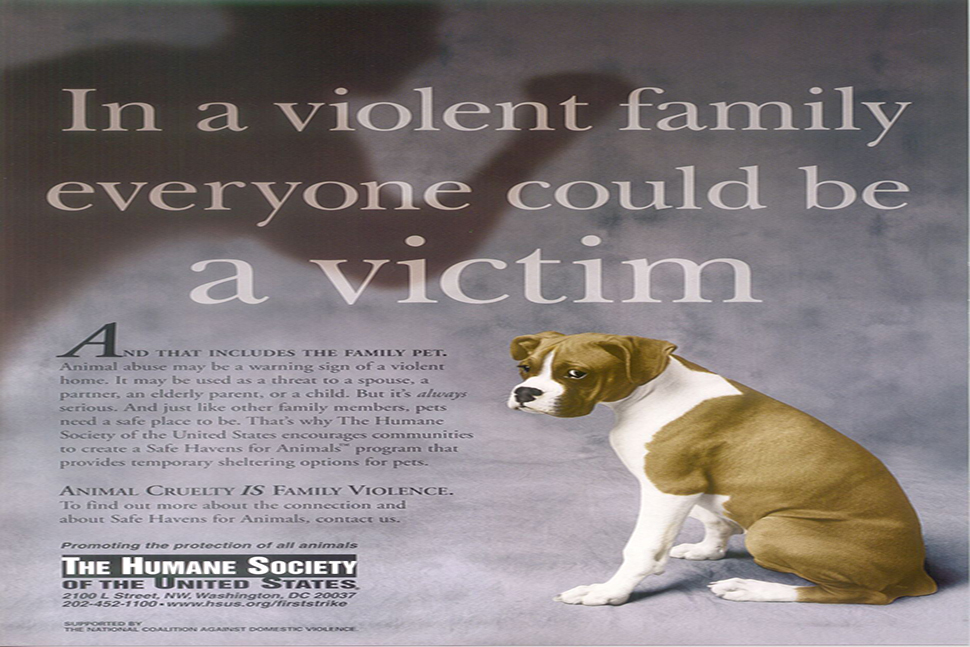 In a violent family
everyone could be
a victim
AND THAT INCLUDES THE FAMILY PET.
Animal abuse may be a warning sign of a violent
home. It may be used as a threat to a spouse, a
partner, an elderly parent, or a child. But it's always
serious. And just like other family members, pets
need a safe place to be. That's why The Humane
Society of the United States encourages communities
to create a Safe Havens for Animals™ program that
provides temporary sheltering options for pets.
ANIMAL CRUELTY IS FAMILY VIOLENCE.
To find out more about the connection and
about Safe Havens for Animals, contact us.
Promoting the protection of all animals
THE HUMANE SOCIETY
OF THE UNITED STATES.
2100 L Street, NW, Washington, DC 20037
202-452-1100 • www.hsus.org/firststrike
SUPPORTED BY
THE NATIONAL COALITION AGAINST DOMESTIC VIOLENCE.